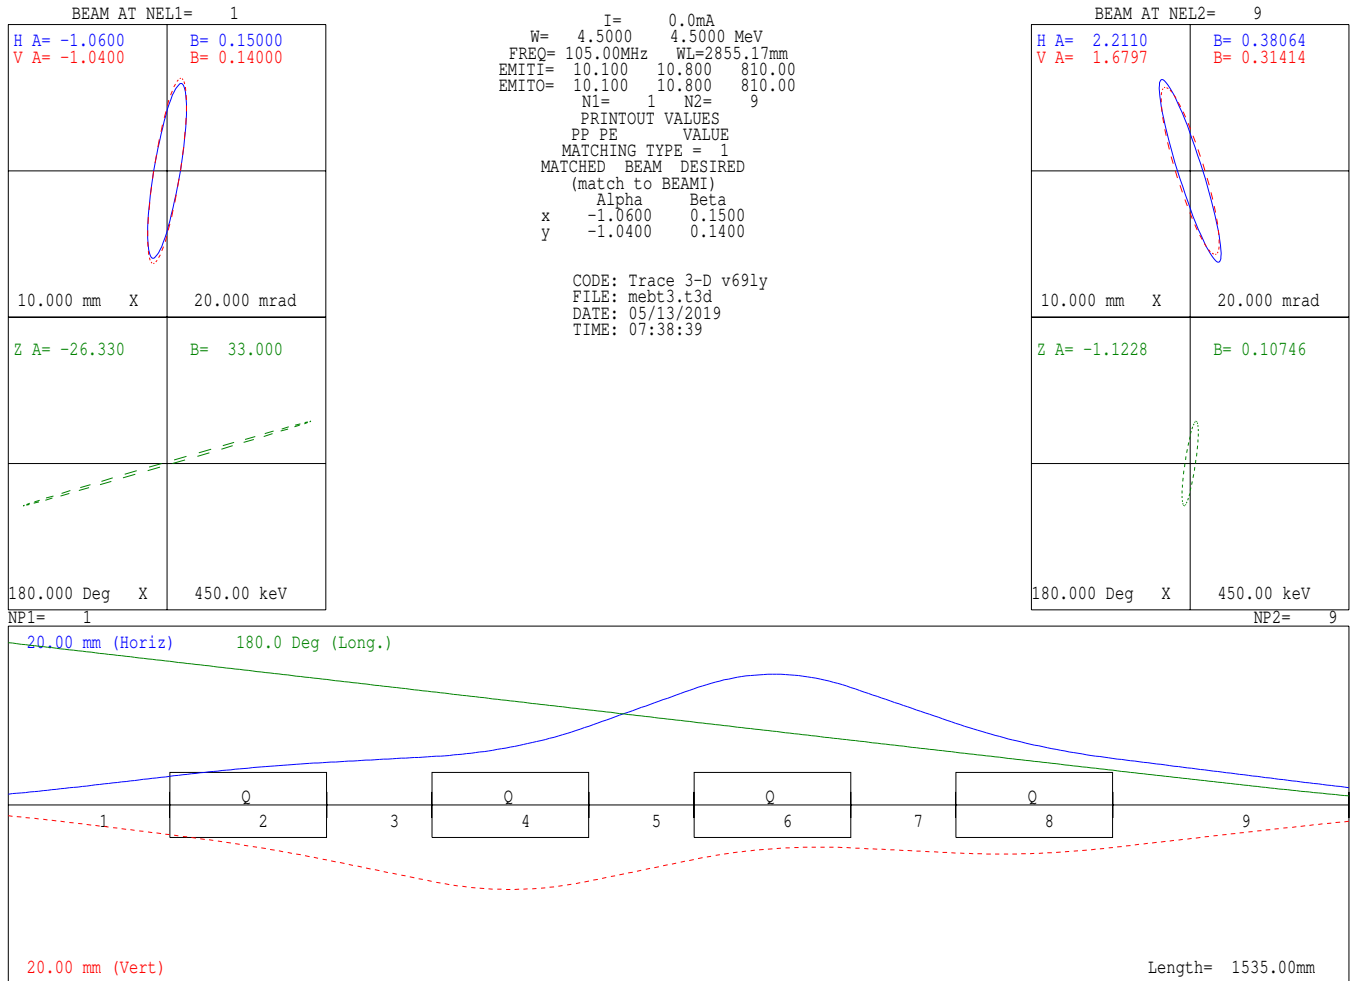 BEAM AT NEL1= 1
H A= -1.0600 B= 0.15000
V A= -1.0400 B= 0.14000
10.000 mm X 20.000 mrad
Z A= -26.330 B= 33.000
180.000 Deg X 450.00 keV
NP1= 1
I= 0.0mA
W= 4.5000 4.5000 MeV
FREQ= 105.00MHz WL=2855.17mm
EMITI= 10.100 10.800 810.00
EMITO= 10.100 10.800 810.00
N1= 1 N2= 9
PRINTOUT VALUES
PP PE VALUE
MATCHING TYPE = 1
MATCHED BEAM DESIRED
(match to BEAMI)
Alpha Beta
x -1.0600 0.1500
y -1.0400 0.1400
CODE: Trace 3-D v69ly
FILE: mebt3.t3d
DATE: 05/13/2019
TIME: 07:38:39
BEAM AT NEL2= 9
H A= 2.2110 B= 0.38064
V A= 1.6797 B= 0.31414
10.000 mm X 20.000 mrad
Z A= -1.1228 B= 0.10746
180.000 Deg X 450.00 keV
NP2= 9
20.00 mm (Horiz) 180.0 Deg (Long.)
Q Q Q Q
1 2 3 4 5 6 7 8 9
20.00 mm (Vert) Length= 1535.00mm